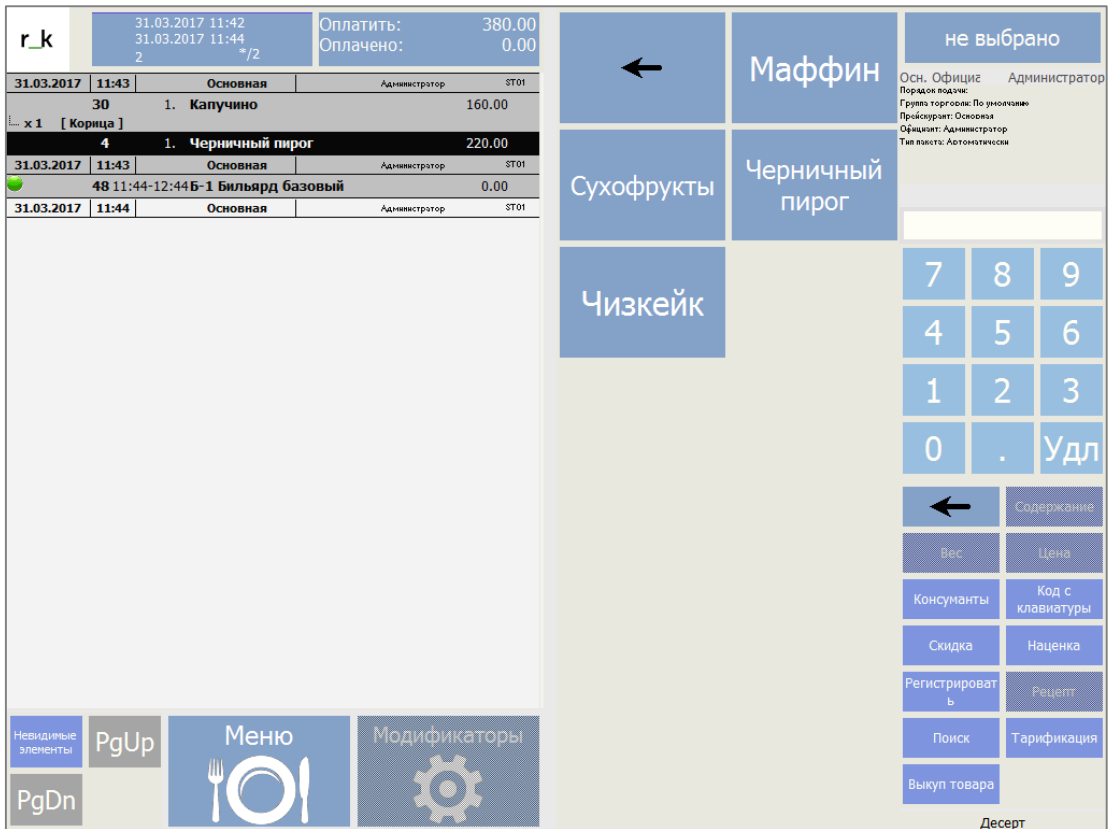 r_k
31.03.2017 11:42
31.03.2017 11:44
2 */2
Оплатить: 380.00
Оплачено: 0.00
31.03.2017 11:43 Основная Администратор ST01
30 1. Капучино 160.00
x 1 [ Корица ]
4 1. Черничный пирог 220.00
31.03.2017 11:43 Основная Администратор ST01
48 11:44-12:44 Б-1 Бильярд базовый 0.00
31.03.2017 11:44 Основная Администратор ST01
Невидимые
элементы
PgUp
PgDn
Меню
Модификаторы
Маффин
Сухофрукты
Черничный
пирог
Чизкейк
не выбрано
Осн. Официа Администратор
Порядок подачи:
Группа торговли: По умолчанию
Прейскурант: Основная
Официант: Администратор
Тип пакета: Автоматически
7 8 9
4 5 6
1 2 3
0 . Удл
Содержание
Вес Цена
Консуманты
Код с
клавиатуры
Скидка Наценка
Регистрироват
ь
Рецепт
Поиск Тарификация
Выкуп товара
Десерт